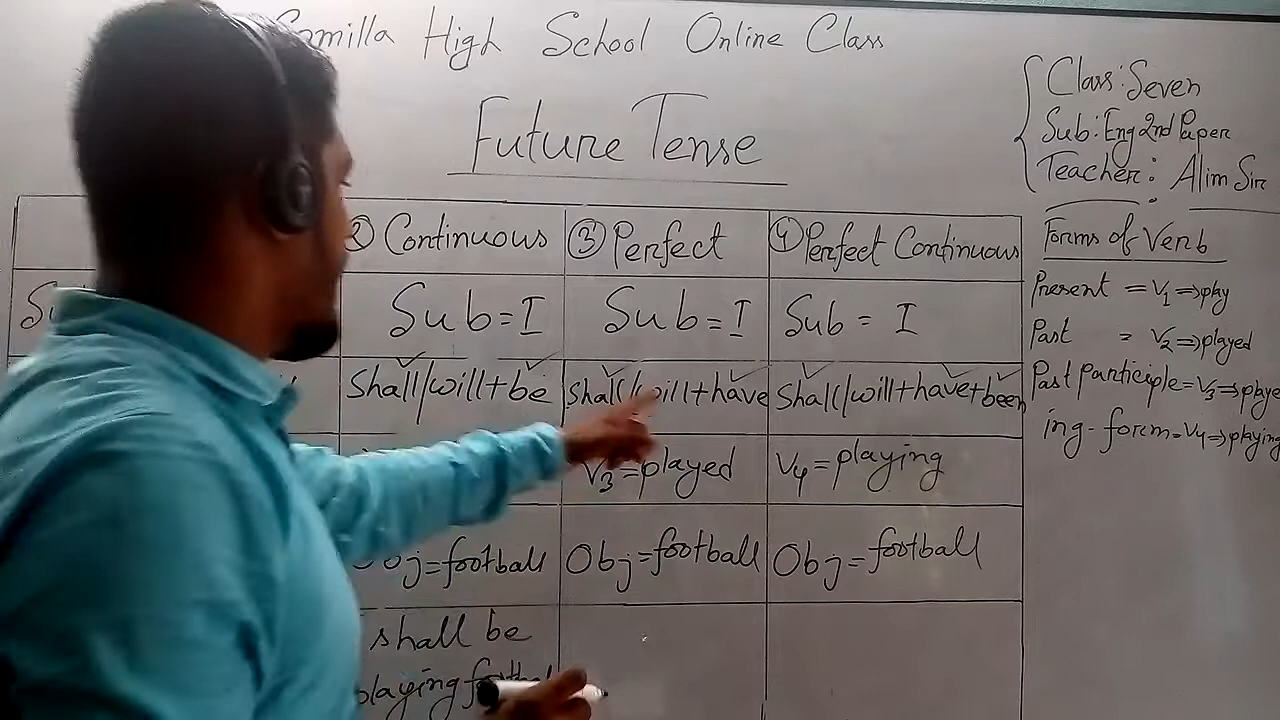 High School Online Class
Future Tense
Class: Seven
Sub: Eng 2nd Paper
Teacher: Alim Sir
② Continuous ③ Perfect ④ Perfect Continuous
Sub = I Sub = I Sub = I
Shall/will+be Shall/will+have Shall/will+have+been
V3=played V4=playing
Obj=football Obj=football Obj=football
shall be
playing
Forms of Verb
Present = V1 ⇒ play
Past = V2 ⇒ played
Past Participle = V3 ⇒ playe
ing-form = V4 ⇒ playing